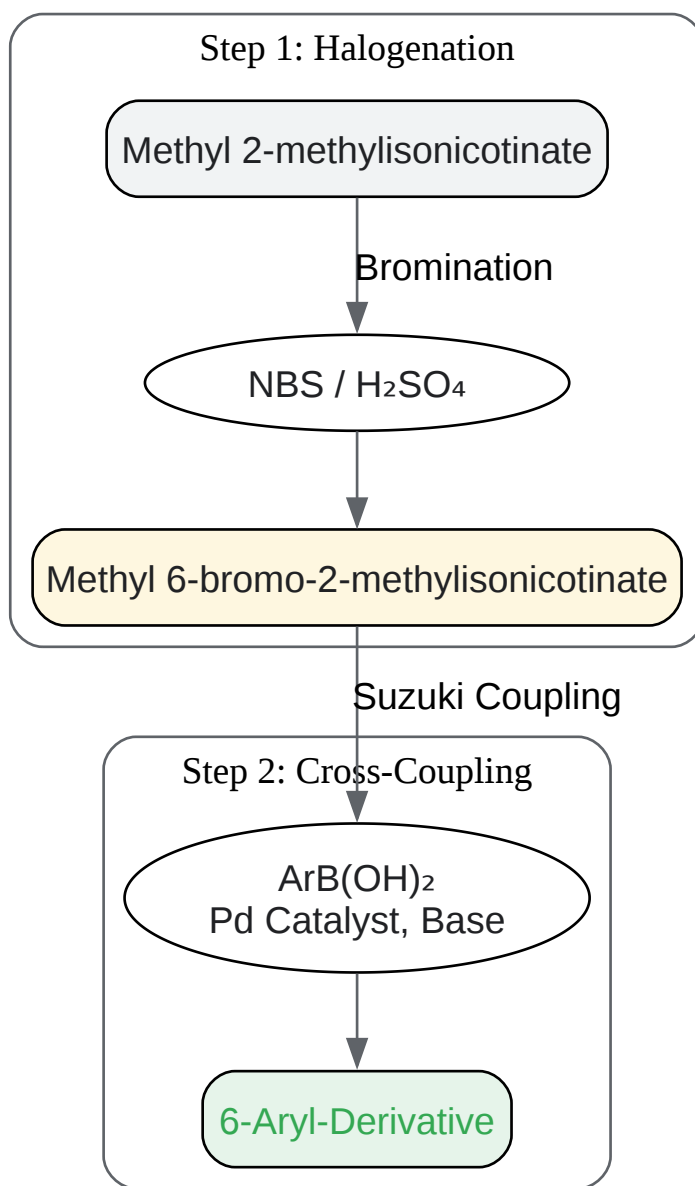 Step 1: Halogenation
Methyl 2-methylisonicotinate
Bromination
NBS / H₂SO₄
Methyl 6-bromo-2-methylisonicotinate
Suzuki Coupling
Step 2: Cross-Coupling
ArB(OH)₂
Pd Catalyst, Base
6-Aryl-Derivative